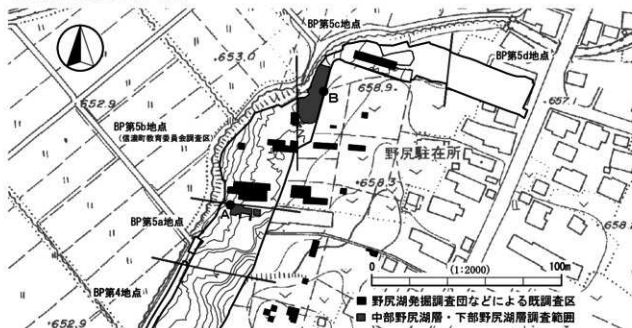 BP第5c地点
BP第5d地点
653.0
658.9
657.1
652.9
B
BP第5b地点
(信濃町教育委員会調査区)
野尻駐在所
658.3
A
BP第5a地点
BP第4地点
0 (1:2000) 100m
■ 野尻湖発掘調査団などによる既調査区
■ 中部野尻湖層・下部野尻湖層調査範囲
652.9